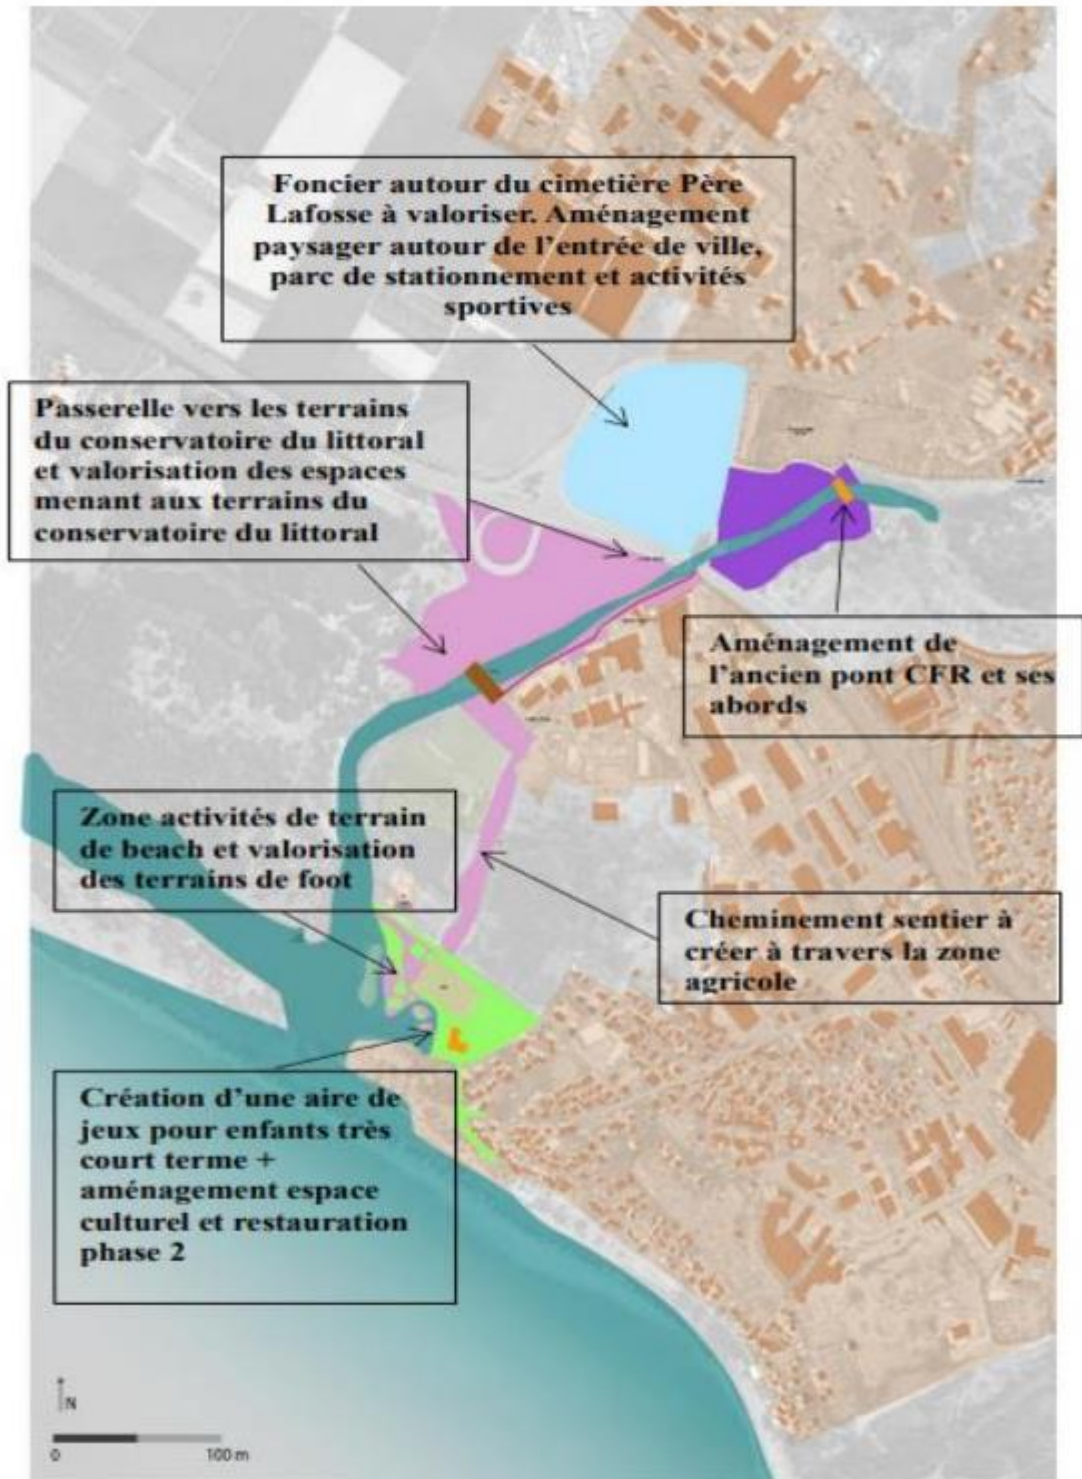 Foncier autour du cimetière Père
Lafosse à valoriser. Aménagement
paysager autour de l'entrée de ville,
parc de stationnement et activités
sportives
Passerelle vers les terrains
du conservatoire du littoral
et valorisation des espaces
menant aux terrains du
conservatoire du littoral
Aménagement de
l'ancien pont CFR et ses
abords
Zone activités de terrain
de beach et valorisation
des terrains de foot
Cheminement sentier à
créer à travers la zone
agricole
Création d'une aire de
jeux pour enfants très
court terme +
aménagement espace
culturel et restauration
phase 2
N
0 100 m